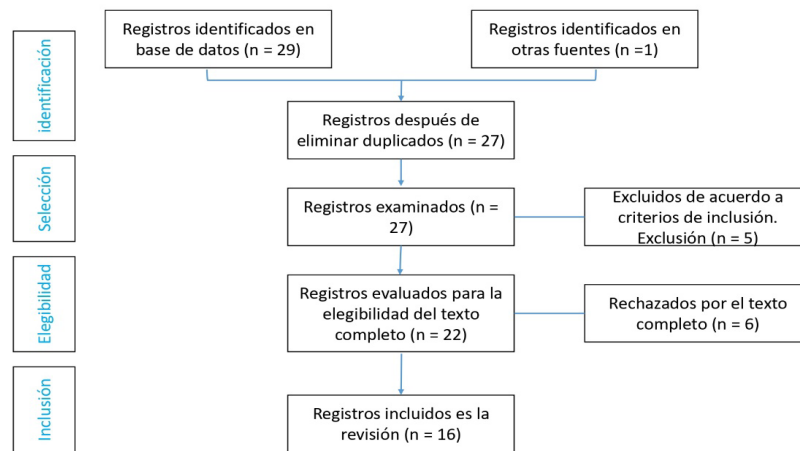 identificación
Registros identificados en
base de datos (n = 29)
Registros identificados en
otras fuentes (n =1)
Registros después de
eliminar duplicados (n = 27)
Selección
Registros examinados (n =
27)
Excluidos de acuerdo a
criterios de inclusión.
Exclusión (n = 5)
Elegibilidad
Registros evaluados para la
elegibilidad del texto
completo (n = 22)
Rechazados por el texto
completo (n = 6)
Inclusión
Registros incluidos es la
revisión (n = 16)